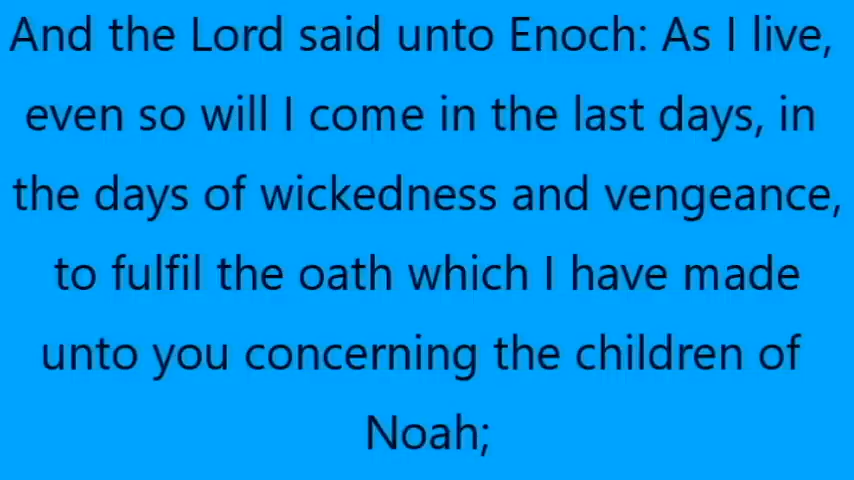 And the Lord said unto Enoch: As I live,
even so will I come in the last days, in
the days of wickedness and vengeance,
to fulfil the oath which I have made
unto you concerning the children of
Noah;